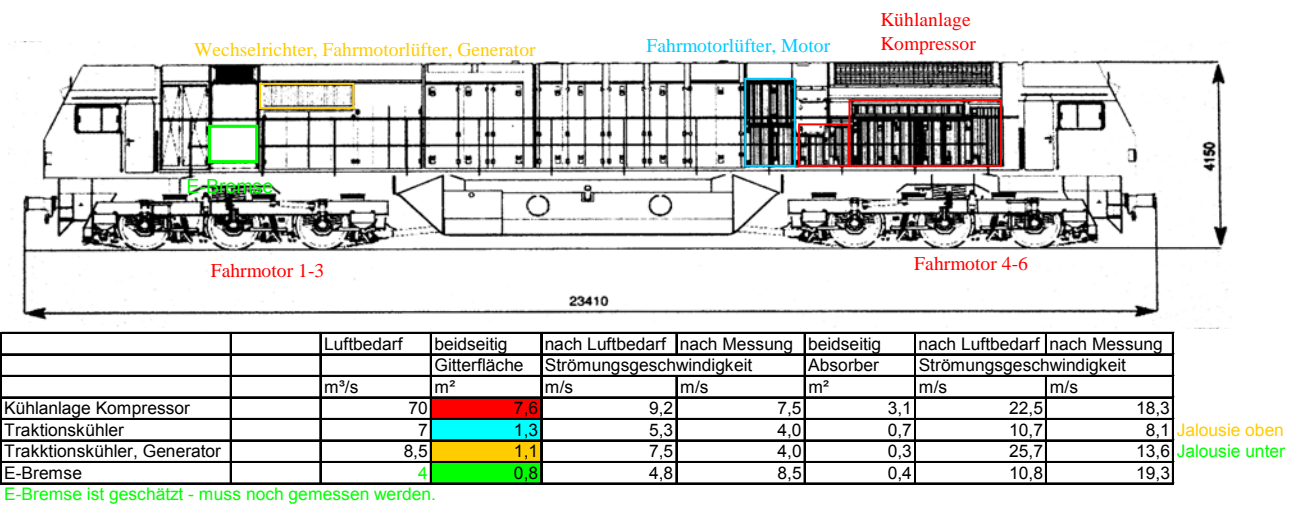 Kühlanlage
Kompressor
Wechselrichter, Fahrmotorlüfter, Generator
Fahrmotorlüfter, Motor
4150
E-Bremse
Fahrmotor 1-3
Fahrmotor 4-6
23410
Luftbedarf beidseitig nach Luftbedarf nach Messung beidseitig nach Luftbedarf nach Messung
Gitterfläche Strömungsgeschwindigkeit Absorber Strömungsgeschwindigkeit
m³/s m² m/s m/s m² m/s m/s
Kühlanlage Kompressor 70 7,6 9,2 7,5 3,1 22,5 18,3
Traktionskühler 7 1,3 5,3 4,0 0,7 10,7 8,1 Jalousie oben
Trakktionskühler, Generator 8,5 1,1 7,5 4,0 0,3 25,7 13,6 Jalousie unter
E-Bremse 4 0,8 4,8 8,5 0,4 10,8 19,3
E-Bremse ist geschätzt - muss noch gemessen werden.